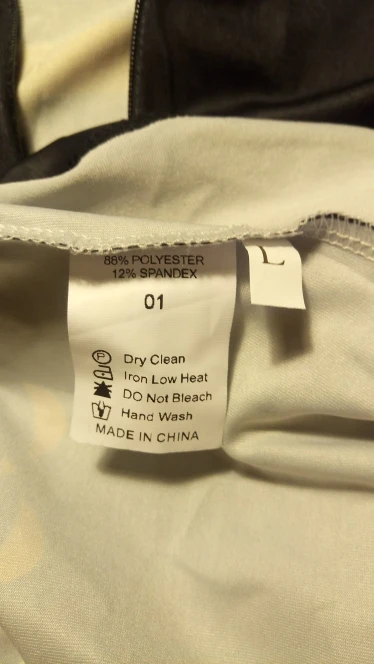 88% POLYESTER
12% SPANDEX
01
P Dry Clean
Iron Low Heat
DO Not Bleach
Hand Wash
MADE IN CHINA
L